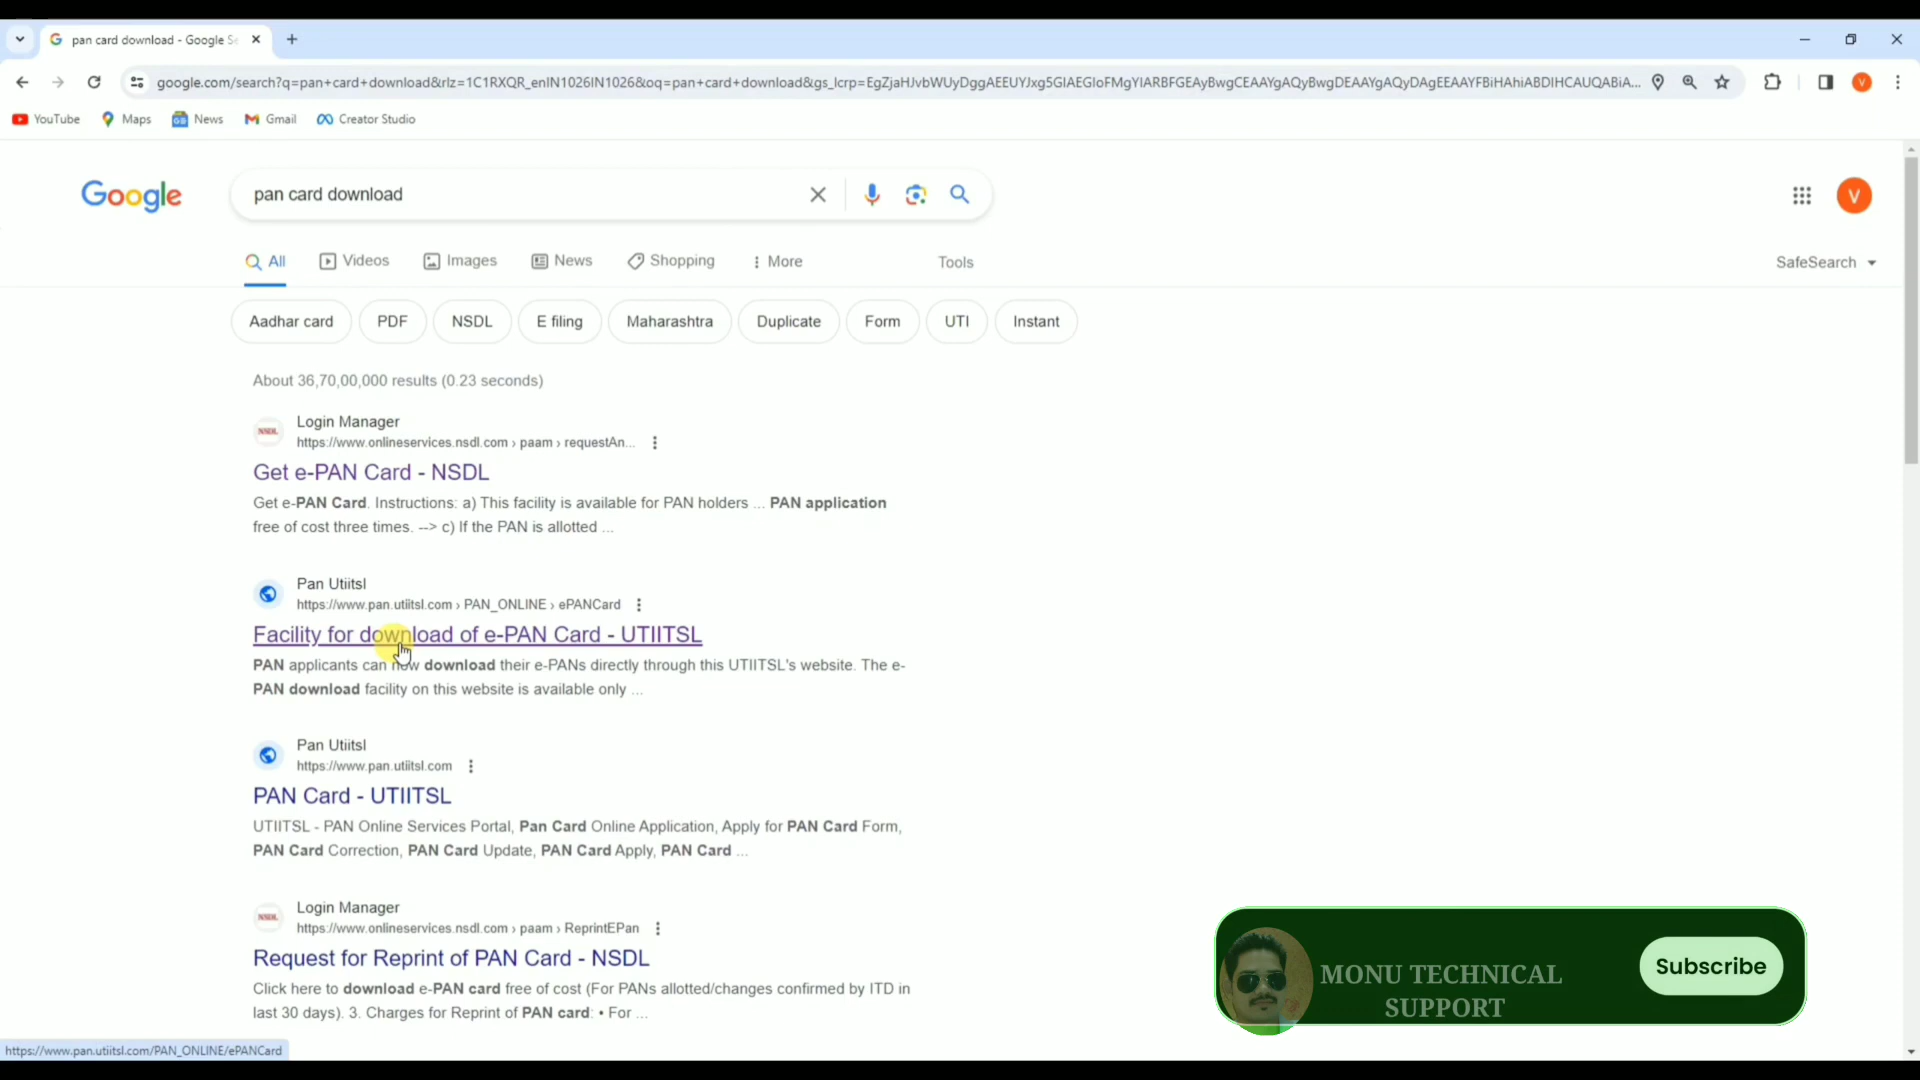 pan card download - Google S
google.com/search?q=pan+card+download&rlz=1C1RXQR_enIN1026IN1026&oq=pan+card+download&gs_lcrp=EgZjaHJvbWUyDggAEEUYJxg5GIAEGIoFMgYIARBFGEAyBwgCEAAYgAQyBwgDEAAYgAQyDAgEEAAYFBiHAhiABDIHCAUQABiA...
YouTube Maps News Gmail Creator Studio
Google pan card download V
All Videos Images News Shopping More Tools SafeSearch
Aadhar card PDF NSDL E filing Maharashtra Duplicate Form UTI Instant
About 36,70,00,000 results (0.23 seconds)
Login Manager
https://www.onlineservices.nsdl.com › paam › requestAn...
Get e-PAN Card - NSDL
Get e-PAN Card. Instructions: a) This facility is available for PAN holders ... PAN application
free of cost three times. --> c) If the PAN is allotted ...
Pan Utiitsl
https://www.pan.utiitsl.com › PAN_ONLINE › ePANCard
Facility for download of e-PAN Card - UTIITSL
PAN applicants can now download their e-PANs directly through this UTIITSL's website. The e-
PAN download facility on this website is available only ...
Pan Utiitsl
https://www.pan.utiitsl.com
PAN Card - UTIITSL
UTIITSL - PAN Online Services Portal, Pan Card Online Application, Apply for PAN Card Form,
PAN Card Correction, PAN Card Update, PAN Card Apply, PAN Card ...
NSDL Login Manager
https://www.onlineservices.nsdl.com › paam › ReprintEPan
Request for Reprint of PAN Card - NSDL
Click here to download e-PAN card free of cost (For PANs allotted/changes confirmed by ITD in
last 30 days). 3. Charges for Reprint of PAN card: • For ...
MONU TECHNICAL
SUPPORT
Subscribe
https://www.pan.utiitsl.com/PAN_ONLINE/ePANCard